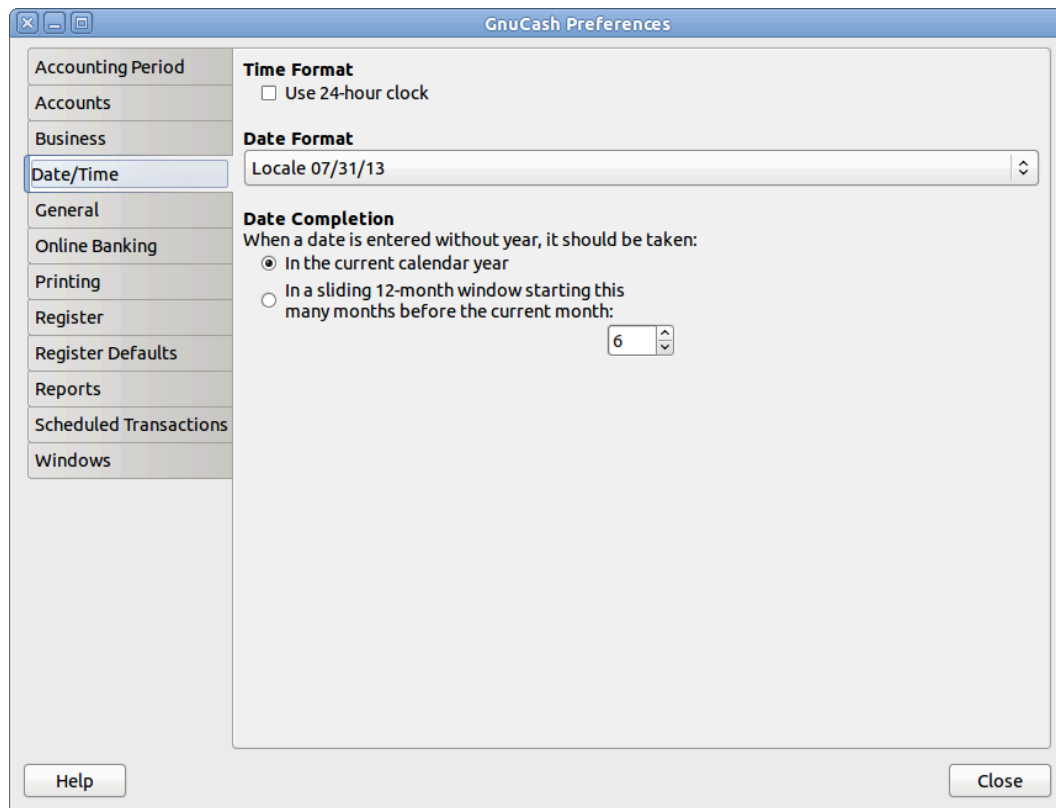 GnuCash Preferences
Accounting Period
Accounts
Business
Date/Time
General
Online Banking
Printing
Register
Register Defaults
Reports
Scheduled Transactions
Windows
Time Format
Use 24-hour clock
Date Format
Locale 07/31/13
Date Completion
When a date is entered without year, it should be taken:
In the current calendar year
In a sliding 12-month window starting this
many months before the current month:
6
Help
Close